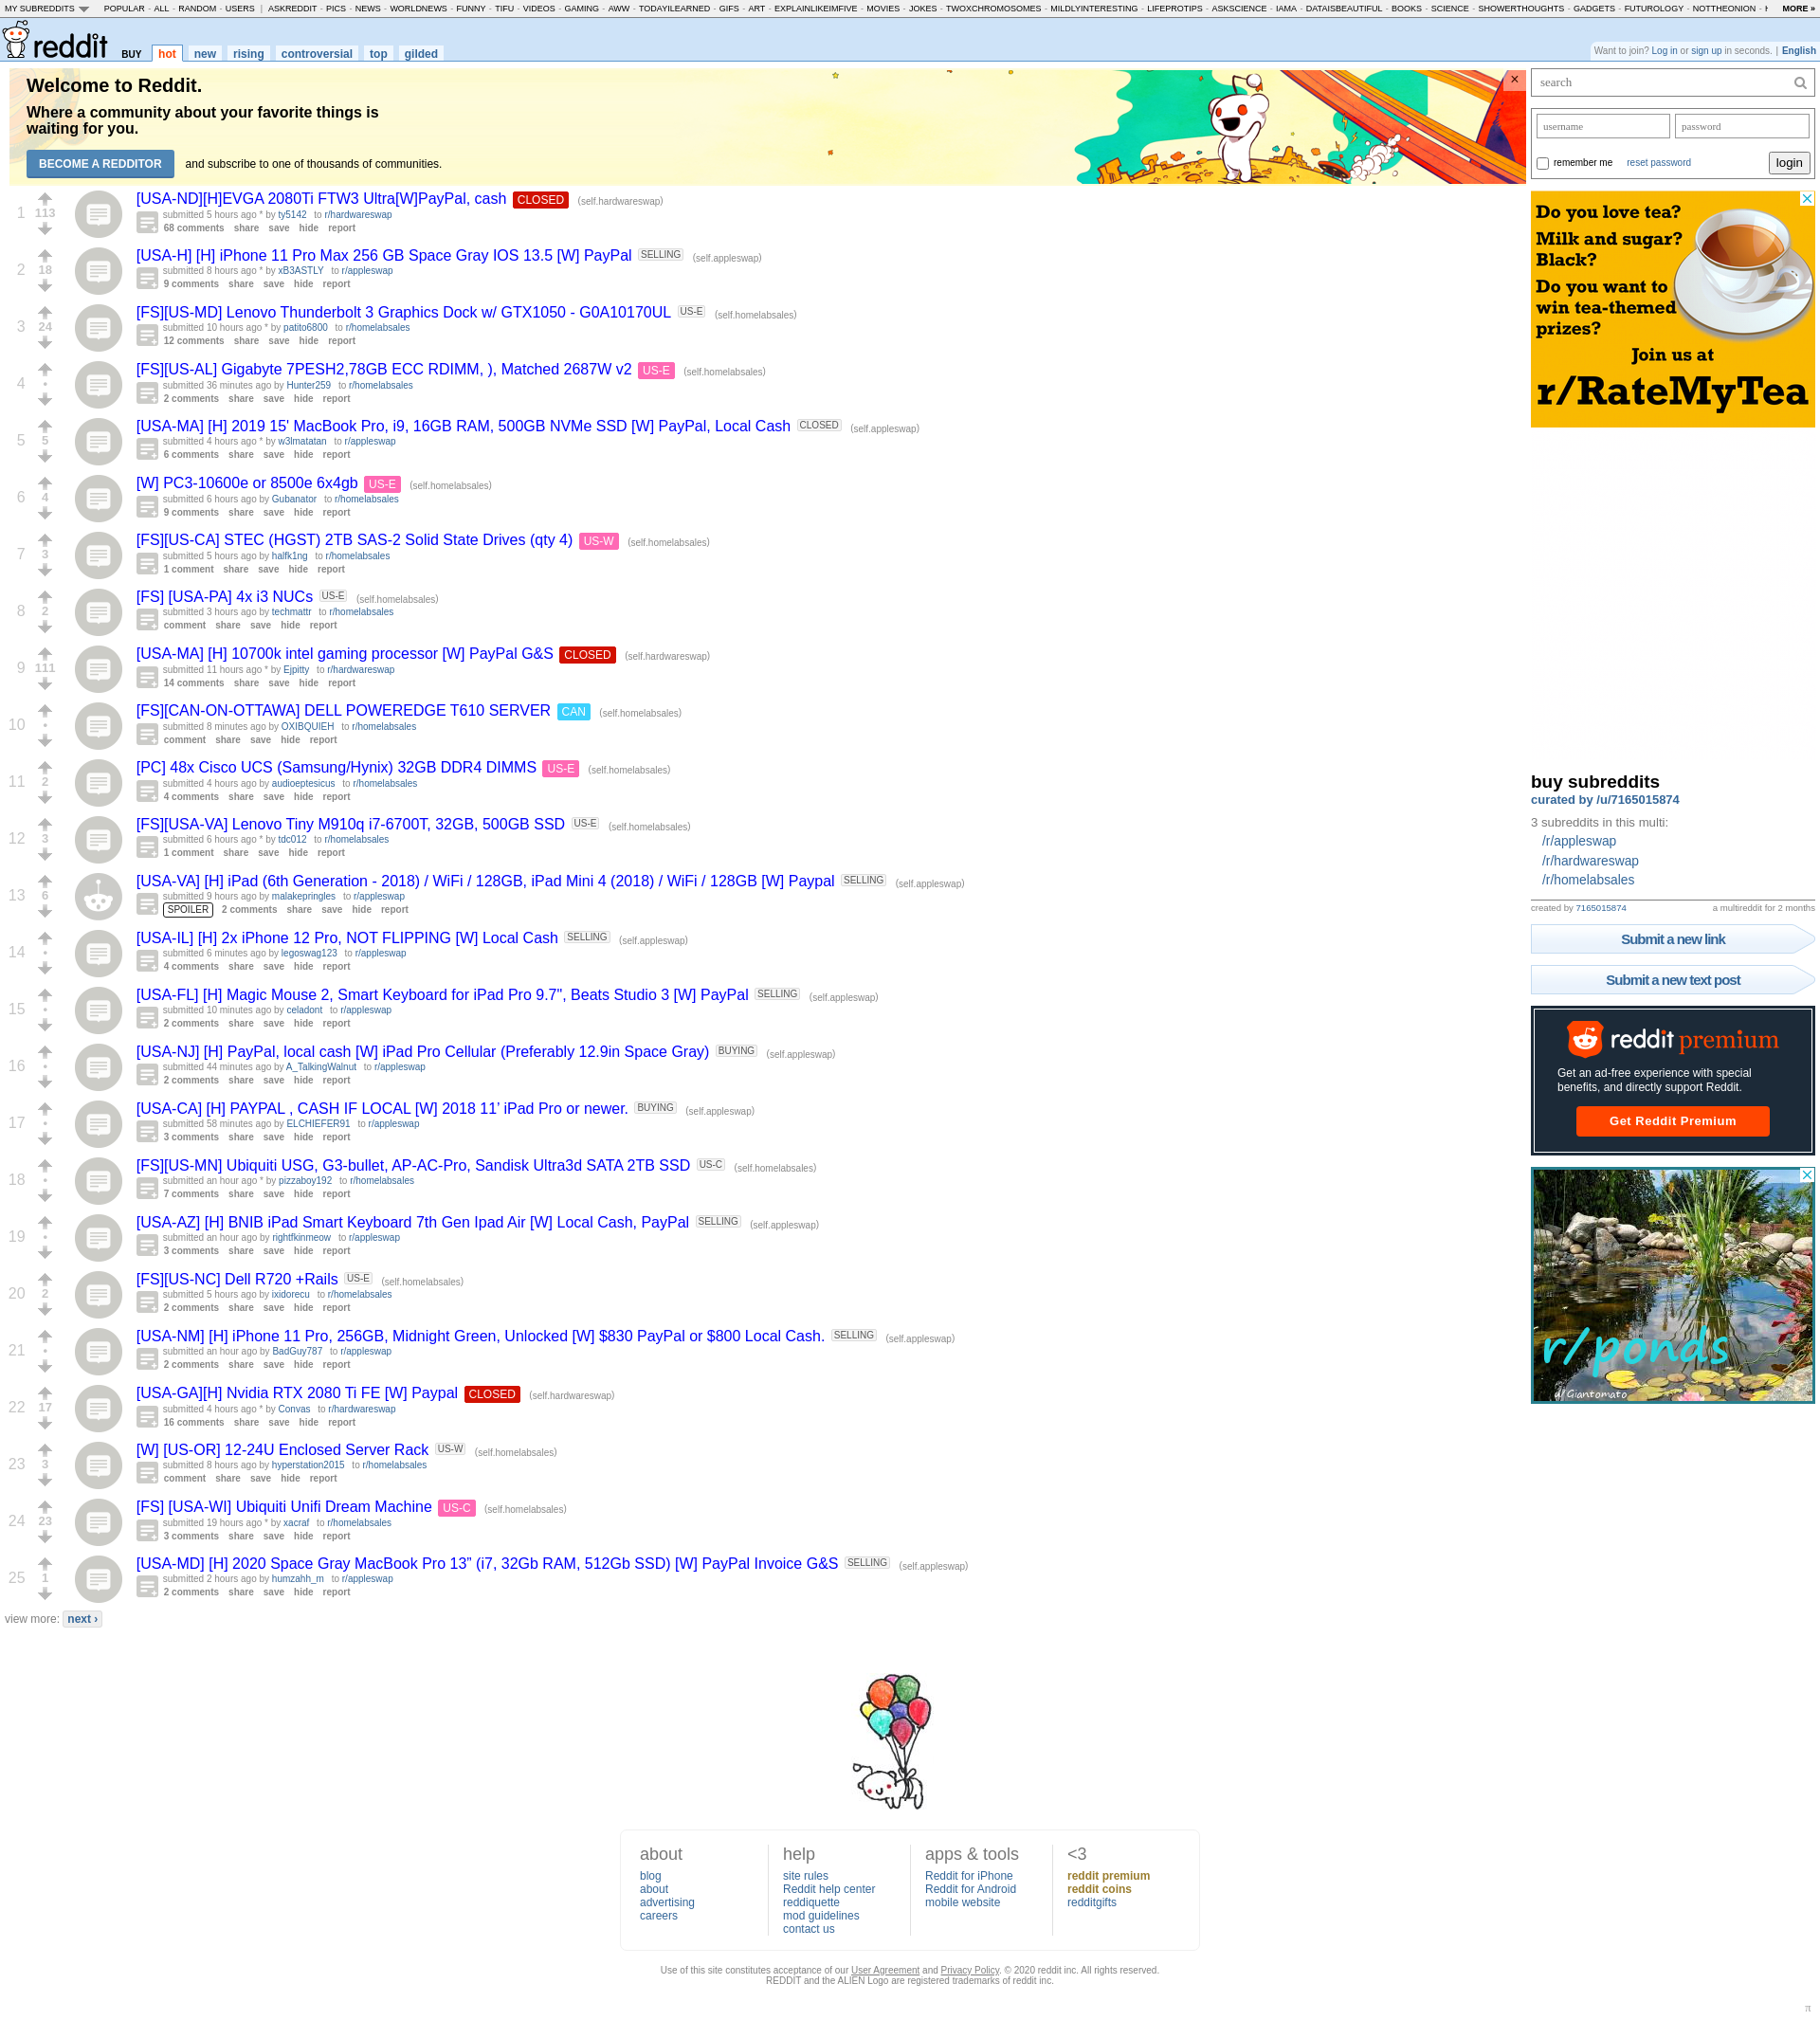 MY SUBREDDITS POPULAR - ALL - RANDOM - USERS | ASKREDDIT - PICS - NEWS - WORLDNEWS - FUNNY - TIFU - VIDEOS - GAMING - AWW - TODAYILEARNED - GIFS - ART - EXPLAINLIKEIMFIVE - MOVIES - JOKES - TWOXCHROMOSOMES - MILDLYINTERESTING - LIFEPROTIPS - ASKSCIENCE - IAMA - DATAISBEAUTIFUL - BOOKS - SCIENCE - SHOWERTHOUGHTS - GADGETS - FUTUROLOGY - NOTTHEONION - MORE »
reddit BUY hot new rising controversial top gilded
Want to join? Log in or sign up in seconds. | English
Welcome to Reddit.
Where a community about your favorite things is
waiting for you.
BECOME A REDDITOR and subscribe to one of thousands of communities.
×
1
113
[USA-ND][H]EVGA 2080Ti FTW3 Ultra[W]PayPal, cash CLOSED (self.hardwareswap)
submitted 5 hours ago * by ty5142 to r/hardwareswap
68 comments share save hide report
2
18
[USA-H] [H] iPhone 11 Pro Max 256 GB Space Gray IOS 13.5 [W] PayPal SELLING (self.appleswap)
submitted 8 hours ago * by xB3ASTLY to r/appleswap
9 comments share save hide report
3
24
[FS][US-MD] Lenovo Thunderbolt 3 Graphics Dock w/ GTX1050 - G0A10170UL US-E (self.homelabsales)
submitted 10 hours ago * by patito6800 to r/homelabsales
12 comments share save hide report
4
•
[FS][US-AL] Gigabyte 7PESH2,78GB ECC RDIMM, ), Matched 2687W v2 US-E (self.homelabsales)
submitted 36 minutes ago by Hunter259 to r/homelabsales
2 comments share save hide report
5
5
[USA-MA] [H] 2019 15' MacBook Pro, i9, 16GB RAM, 500GB NVMe SSD [W] PayPal, Local Cash CLOSED (self.appleswap)
submitted 4 hours ago * by w3lmatatan to r/appleswap
6 comments share save hide report
6
4
[W] PC3-10600e or 8500e 6x4gb US-E (self.homelabsales)
submitted 6 hours ago by Gubanator to r/homelabsales
9 comments share save hide report
7
3
[FS][US-CA] STEC (HGST) 2TB SAS-2 Solid State Drives (qty 4) US-W (self.homelabsales)
submitted 5 hours ago by halfk1ng to r/homelabsales
1 comment share save hide report
8
2
[FS] [USA-PA] 4x i3 NUCs US-E (self.homelabsales)
submitted 3 hours ago by techmattr to r/homelabsales
comment share save hide report
9
111
[USA-MA] [H] 10700k intel gaming processor [W] PayPal G&S CLOSED (self.hardwareswap)
submitted 11 hours ago * by Ejpitty to r/hardwareswap
14 comments share save hide report
10
•
[FS][CAN-ON-OTTAWA] DELL POWEREDGE T610 SERVER CAN (self.homelabsales)
submitted 8 minutes ago by OXIBQUIEH to r/homelabsales
comment share save hide report
11
2
[PC] 48x Cisco UCS (Samsung/Hynix) 32GB DDR4 DIMMS US-E (self.homelabsales)
submitted 4 hours ago by audioeptesicus to r/homelabsales
4 comments share save hide report
12
3
[FS][USA-VA] Lenovo Tiny M910q i7-6700T, 32GB, 500GB SSD US-E (self.homelabsales)
submitted 6 hours ago * by tdc012 to r/homelabsales
1 comment share save hide report
13
6
[USA-VA] [H] iPad (6th Generation - 2018) / WiFi / 128GB, iPad Mini 4 (2018) / WiFi / 128GB [W] Paypal SELLING (self.appleswap)
submitted 9 hours ago by malakepringles to r/appleswap
SPOILER 2 comments share save hide report
14
•
[USA-IL] [H] 2x iPhone 12 Pro, NOT FLIPPING [W] Local Cash SELLING (self.appleswap)
submitted 6 minutes ago by legoswag123 to r/appleswap
4 comments share save hide report
15
•
[USA-FL] [H] Magic Mouse 2, Smart Keyboard for iPad Pro 9.7", Beats Studio 3 [W] PayPal SELLING (self.appleswap)
submitted 10 minutes ago by celadont to r/appleswap
2 comments share save hide report
16
•
[USA-NJ] [H] PayPal, local cash [W] iPad Pro Cellular (Preferably 12.9in Space Gray) BUYING (self.appleswap)
submitted 44 minutes ago by A_TalkingWalnut to r/appleswap
2 comments share save hide report
17
•
[USA-CA] [H] PAYPAL , CASH IF LOCAL [W] 2018 11’ iPad Pro or newer. BUYING (self.appleswap)
submitted 58 minutes ago by ELCHIEFER91 to r/appleswap
3 comments share save hide report
18
•
[FS][US-MN] Ubiquiti USG, G3-bullet, AP-AC-Pro, Sandisk Ultra3d SATA 2TB SSD US-C (self.homelabsales)
submitted an hour ago * by pizzaboy192 to r/homelabsales
7 comments share save hide report
19
•
[USA-AZ] [H] BNIB iPad Smart Keyboard 7th Gen Ipad Air [W] Local Cash, PayPal SELLING (self.appleswap)
submitted an hour ago by rightfkinmeow to r/appleswap
3 comments share save hide report
20
2
[FS][US-NC] Dell R720 +Rails US-E (self.homelabsales)
submitted 5 hours ago by ixidorecu to r/homelabsales
2 comments share save hide report
21
•
[USA-NM] [H] iPhone 11 Pro, 256GB, Midnight Green, Unlocked [W] $830 PayPal or $800 Local Cash. SELLING (self.appleswap)
submitted an hour ago by BadGuy787 to r/appleswap
2 comments share save hide report
22
17
[USA-GA][H] Nvidia RTX 2080 Ti FE [W] Paypal CLOSED (self.hardwareswap)
submitted 4 hours ago * by Convas to r/hardwareswap
16 comments share save hide report
23
3
[W] [US-OR] 12-24U Enclosed Server Rack US-W (self.homelabsales)
submitted 8 hours ago by hyperstation2015 to r/homelabsales
comment share save hide report
24
23
[FS] [USA-WI] Ubiquiti Unifi Dream Machine US-C (self.homelabsales)
submitted 19 hours ago * by xacraf to r/homelabsales
3 comments share save hide report
25
1
[USA-MD] [H] 2020 Space Gray MacBook Pro 13” (i7, 32Gb RAM, 512Gb SSD) [W] PayPal Invoice G&S SELLING (self.appleswap)
submitted 2 hours ago by humzahh_m to r/appleswap
2 comments share save hide report
view more: next ›
search
username password
remember me reset password login
Do you love tea?
Milk and sugar?
Black?
Do you want to
win tea-themed
prizes?
Join us at
r/RateMyTea
buy subreddits
curated by /u/7165015874
3 subreddits in this multi:
/r/appleswap
/r/hardwareswap
/r/homelabsales
created by 7165015874 a multireddit for 2 months
Submit a new link
Submit a new text post
reddit premium
Get an ad-free experience with special
benefits, and directly support Reddit.
Get Reddit Premium
r/ponds
u/Giantomato
about
blog
about
advertising
careers
help
site rules
Reddit help center
reddiquette
mod guidelines
contact us
apps & tools
Reddit for iPhone
Reddit for Android
mobile website
<3
reddit premium
reddit coins
redditgifts
Use of this site constitutes acceptance of our User Agreement and Privacy Policy. © 2020 reddit inc. All rights reserved.
REDDIT and the ALIEN Logo are registered trademarks of reddit inc.
π